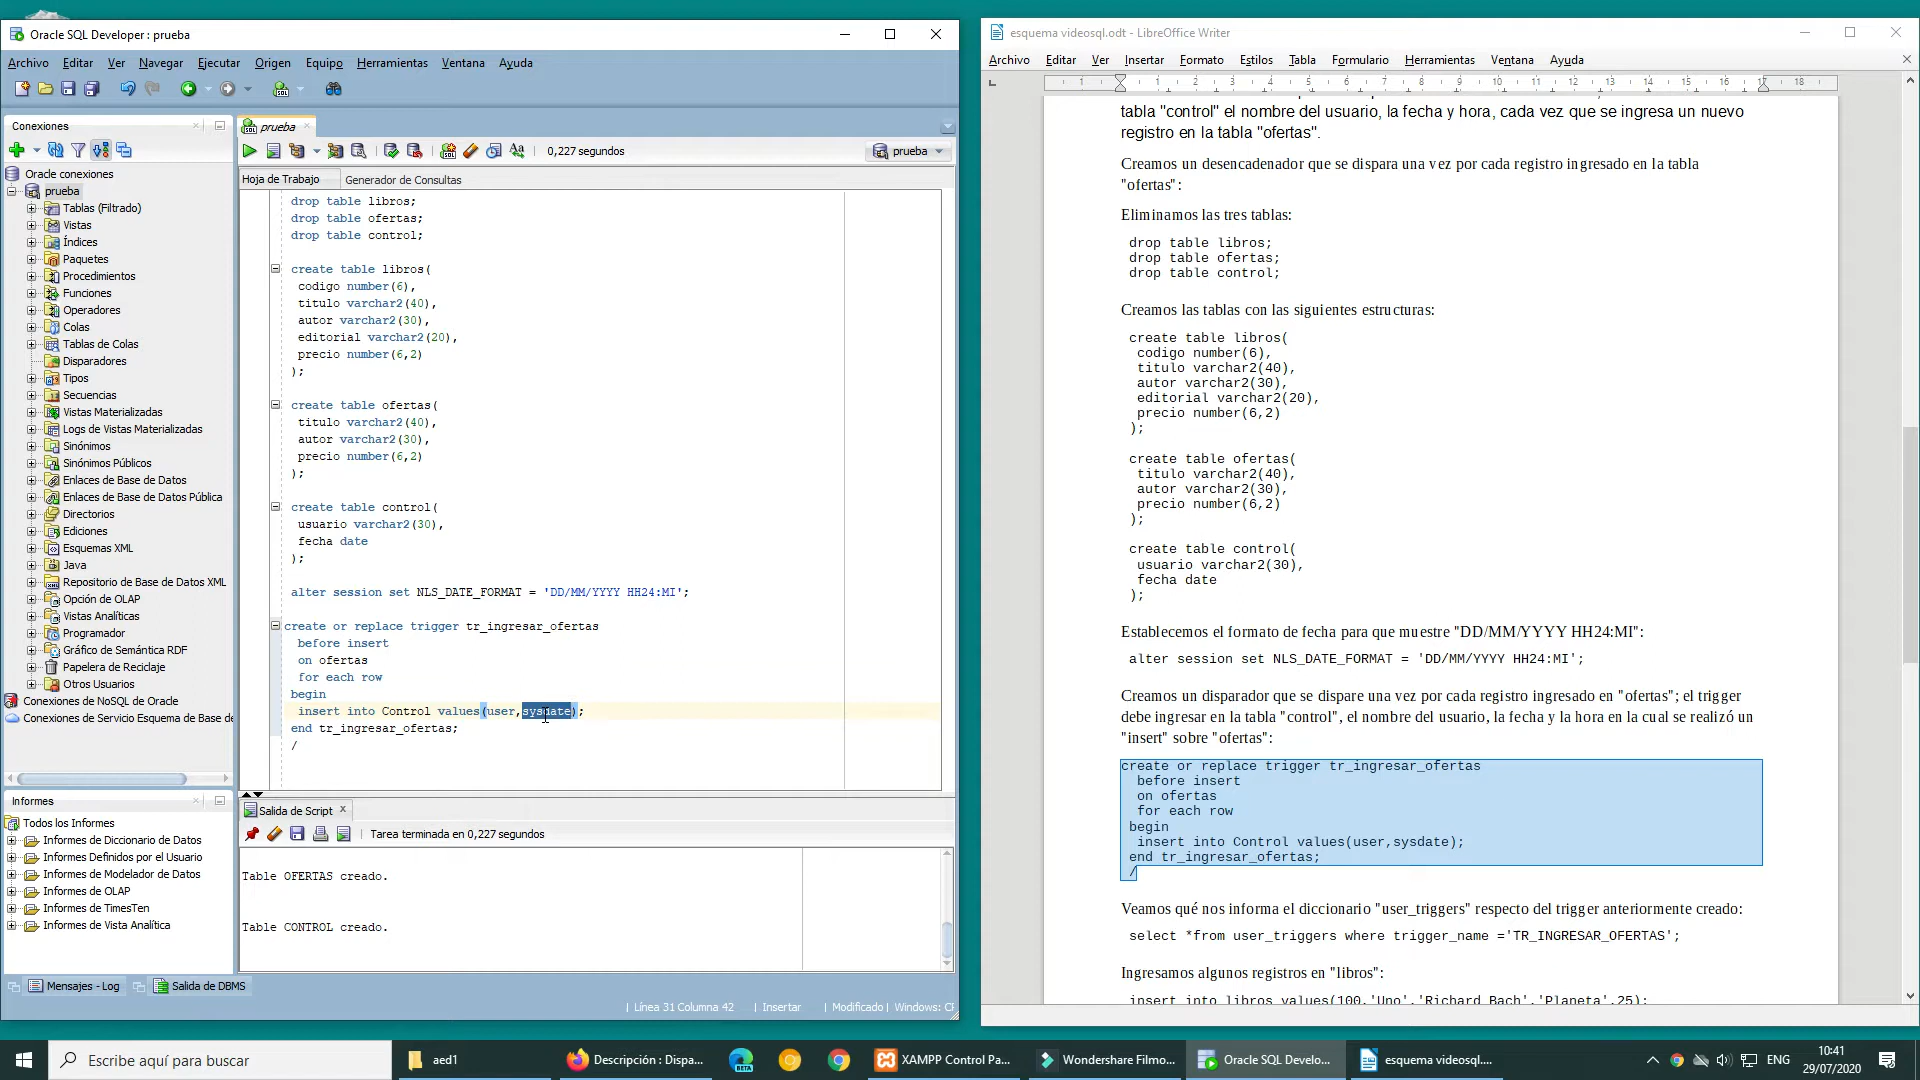 Oracle SQL Developer : prueba
Archivo Editar Ver Navegar Ejecutar Origen Equipo Herramientas Ventana Ayuda
Conexiones
Oracle conexiones
prueba
Tablas (Filtrado)
Vistas
Índices
Paquetes
Procedimientos
Funciones
Operadores
Colas
Tablas de Colas
Disparadores
Tipos
Secuencias
Vistas Materializadas
Logs de Vistas Materializadas
Sinónimos
Sinónimos Públicos
Enlaces de Base de Datos
Enlaces de Base de Datos Pública
Directorios
Ediciones
Esquemas XML
Java
Repositorio de Base de Datos XML
Opción de OLAP
Vistas Analíticas
Programador
Gráfico de Semántica RDF
Papelera de Reciclaje
Otros Usuarios
Conexiones de NoSQL de Oracle
Conexiones de Servicio Esquema de Base de
Informes
Todos los Informes
Informes de Diccionario de Datos
Informes Definidos por el Usuario
Informes de Modelador de Datos
Informes de OLAP
Informes de TimesTen
Informes de Vista Analítica
Mensajes - Log
Salida de DBMS
prueba
0,227 segundos
prueba
Hoja de Trabajo
Generador de Consultas
drop table libros;
drop table ofertas;
drop table control;
create table libros(
codigo number(6),
titulo varchar2(40),
autor varchar2(30),
editorial varchar2(20),
precio number(6,2)
);
create table ofertas(
titulo varchar2(40),
autor varchar2(30),
precio number(6,2)
);
create table control(
usuario varchar2(30),
fecha date
);
alter session set NLS_DATE_FORMAT = 'DD/MM/YYYY HH24:MI';
create or replace trigger tr_ingresar_ofertas
before insert
on ofertas
for each row
begin
insert into Control values(user,sysdate);
end tr_ingresar_ofertas;
/
Salida de Script
Tarea terminada en 0,227 segundos
Table OFERTAS creado.
Table CONTROL creado.
Línea 31 Columna 42
Insertar
Modificado
Windows: CF
esquema videosql.odt - LibreOffice Writer
Archivo Editar Ver Insertar Formato Estilos Tabla Formulario Herramientas Ventana Ayuda
1 1 2 3 4 5 6 7 8 9 10 11 12 13 14 15 16 17 18
tabla "control" el nombre del usuario, la fecha y hora, cada vez que se ingresa un nuevo
registro en la tabla "ofertas".
Creamos un desencadenador que se dispara una vez por cada registro ingresado en la tabla
"ofertas":
Eliminamos las tres tablas:
drop table libros;
drop table ofertas;
drop table control;
Creamos las tablas con las siguientes estructuras:
create table libros(
codigo number(6),
titulo varchar2(40),
autor varchar2(30),
editorial varchar2(20),
precio number(6,2)
);
create table ofertas(
titulo varchar2(40),
autor varchar2(30),
precio number(6,2)
);
create table control(
usuario varchar2(30),
fecha date
);
Establecemos el formato de fecha para que muestre "DD/MM/YYYY HH24:MI":
alter session set NLS_DATE_FORMAT = 'DD/MM/YYYY HH24:MI';
Creamos un disparador que se dispare una vez por cada registro ingresado en "ofertas"; el trigger
debe ingresar en la tabla "control", el nombre del usuario, la fecha y la hora en la cual se realizó un
"insert" sobre "ofertas":
create or replace trigger tr_ingresar_ofertas
before insert
on ofertas
for each row
begin
insert into Control values(user,sysdate);
end tr_ingresar_ofertas;
/
Veamos qué nos informa el diccionario "user_triggers" respecto del trigger anteriormente creado:
select *from user_triggers where trigger_name ='TR_INGRESAR_OFERTAS';
Ingresamos algunos registros en "libros":
insert into libros values(100,'Uno','Richard Bach','Planeta',25);
Escribe aquí para buscar
aed1
Descripción : Dispa...
BETA
XAMPP Control Pa...
Wondershare Filmo...
Oracle SQL Develo...
esquema videosql....
ENG
10:41
29/07/2020